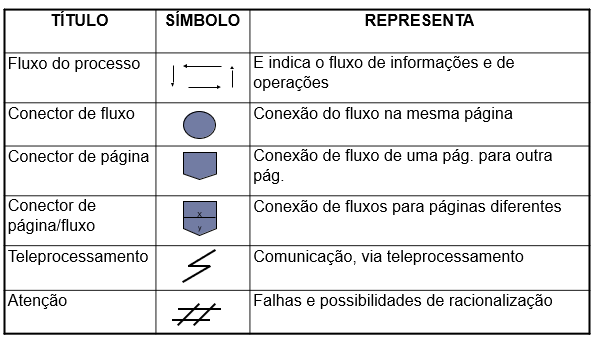 TÍTULO SÍMBOLO REPRESENTA
Fluxo do processo E indica o fluxo de informações e de
operações
Conector de fluxo Conexão do fluxo na mesma página
Conector de página Conexão de fluxo de uma pág. para outra
pág.
Conector de Conexão de fluxos para páginas diferentes
página/fluxo
x
y
Teleprocessamento Comunicação, via teleprocessamento
Atenção Falhas e possibilidades de racionalização